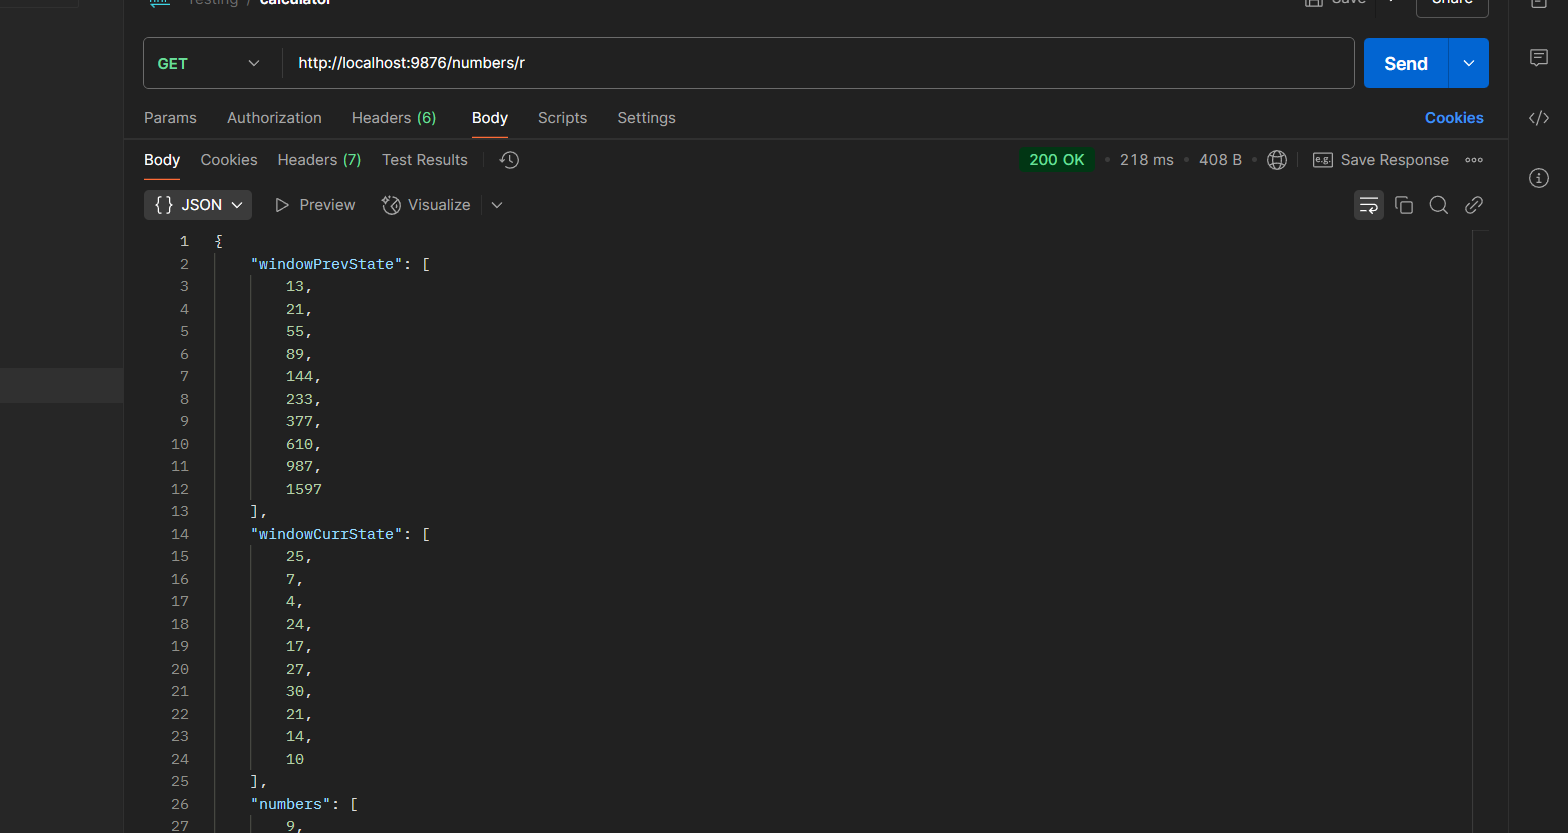 Testing / calculator
Save
Share
GET
http://localhost:9876/numbers/r
Send
Params Authorization Headers (6) Body Scripts Settings Cookies
Body Cookies Headers (7) Test Results 200 OK • 218 ms • 408 B • e.g. Save Response
{} JSON Preview Visualize
1 {
2 "windowPrevState": [
3 13,
4 21,
5 55,
6 89,
7 144,
8 233,
9 377,
10 610,
11 987,
12 1597
13 ],
14 "windowCurrState": [
15 25,
16 7,
17 4,
18 24,
19 17,
20 27,
21 30,
22 21,
23 14,
24 10
25 ],
26 "numbers": [
27 9,